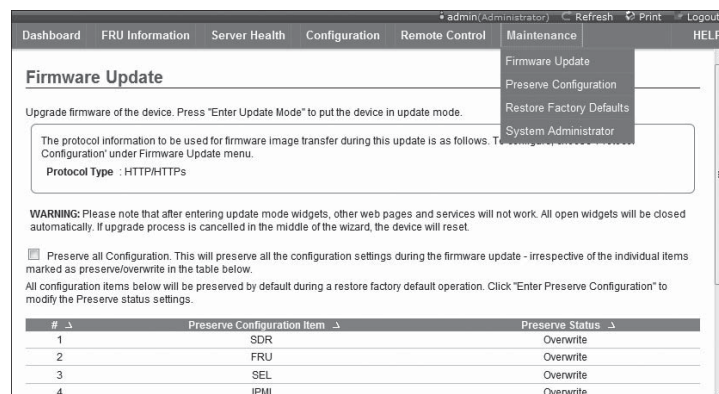 admin(Administrator) Refresh Print Logout
Dashboard FRU Information Server Health Configuration Remote Control Maintenance HELP
Firmware Update
Preserve Configuration
Restore Factory Defaults
System Administrator
Firmware Update
Upgrade firmware of the device. Press "Enter Update Mode" to put the device in update mode.
The protocol information to be used for firmware image transfer during this update is as follows.
Configuration' under Firmware Update menu.
Protocol Type : HTTP/HTTPs
WARNING: Please note that after entering update mode widgets, other web pages and services will not work. All open widgets will be closed
automatically. If upgrade process is cancelled in the middle of the wizard, the device will reset.
Preserve all Configuration. This will preserve all the configuration settings during the firmware update - irrespective of the individual items
marked as preserve/overwrite in the table below.
All configuration items below will be preserved by default during a restore factory default operation. Click "Enter Preserve Configuration" to
modify the Preserve status settings.
# Preserve Configuration Item Preserve Status
1 SDR Overwrite
2 FRU Overwrite
3 SEL Overwrite
4 IPMI Overwrite